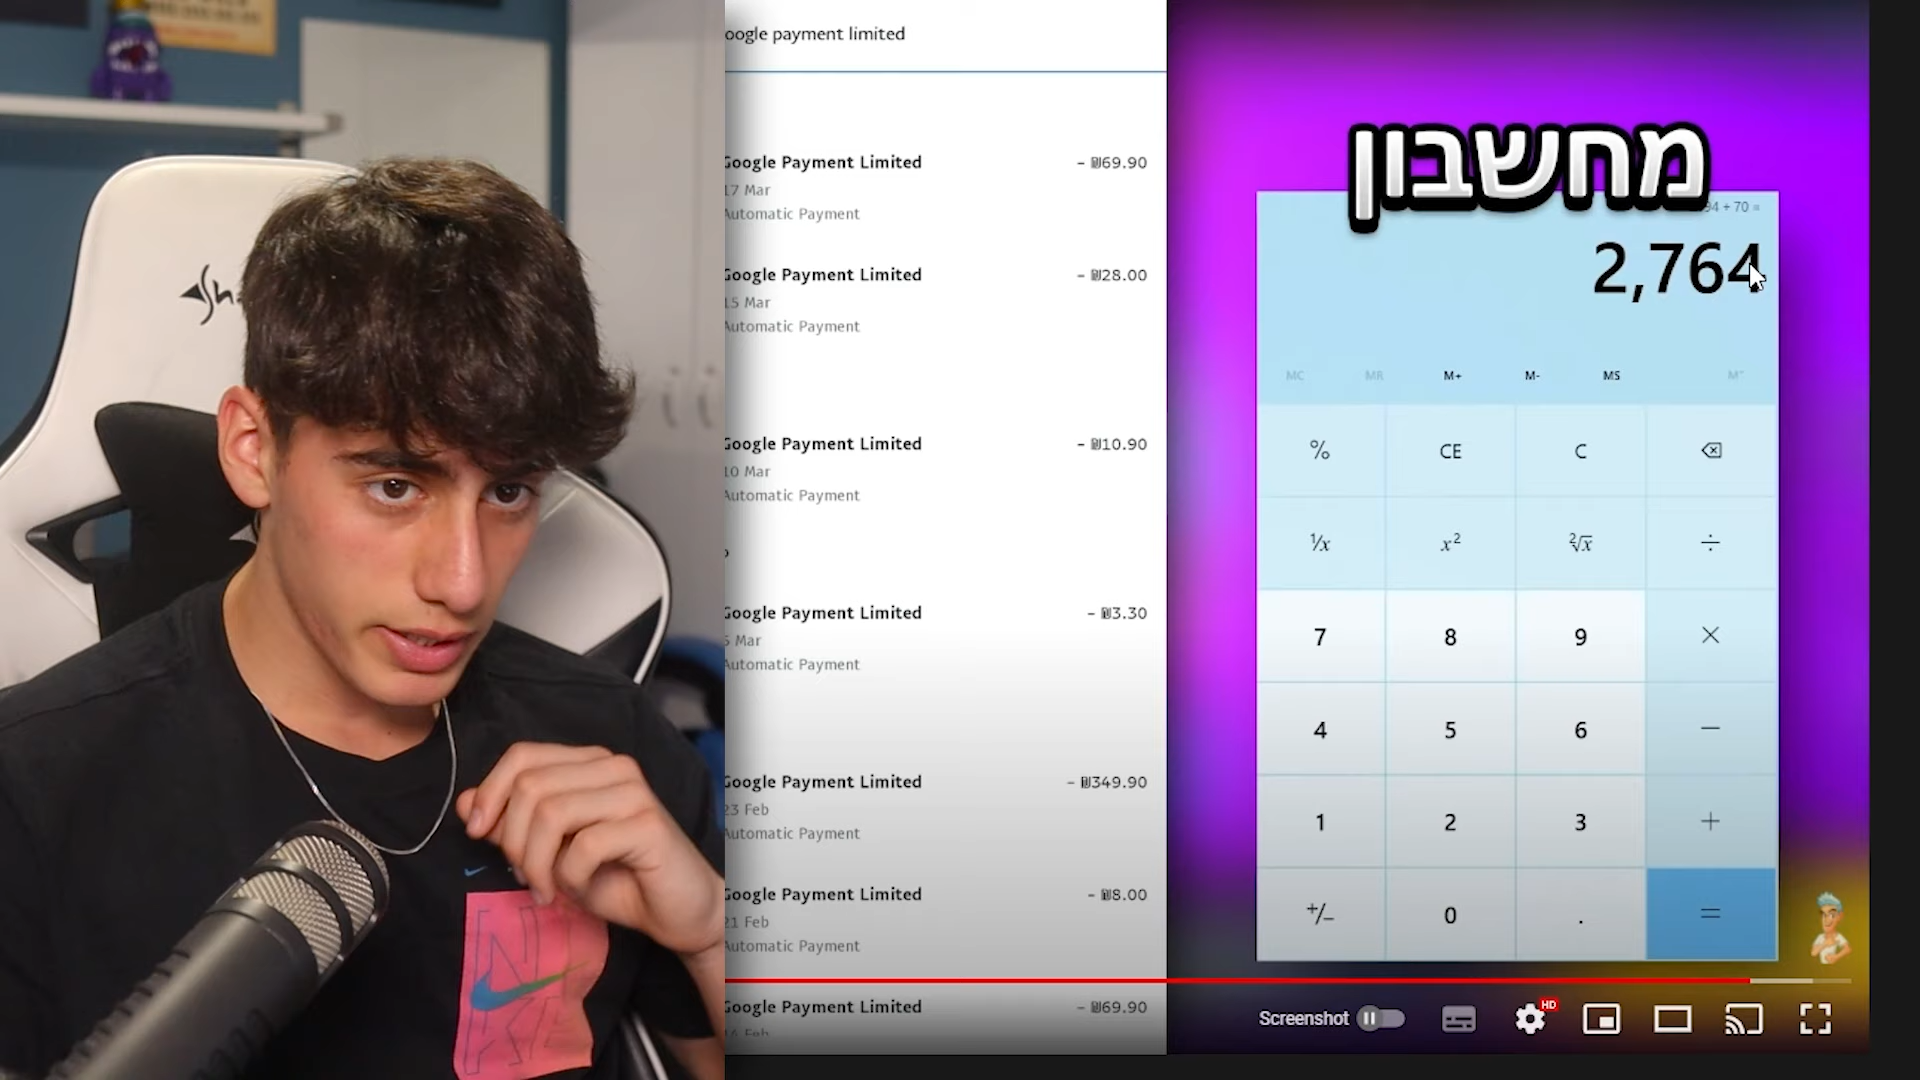 oogle payment limited
Google Payment Limited - ₪69.90
17 Mar
Automatic Payment
Google Payment Limited - ₪28.00
15 Mar
Automatic Payment
Google Payment Limited - ₪10.90
10 Mar
Automatic Payment
Google Payment Limited - ₪3.30
5 Mar
Automatic Payment
Google Payment Limited - ₪349.90
23 Feb
Automatic Payment
Google Payment Limited - ₪8.00
21 Feb
Automatic Payment
Google Payment Limited - ₪69.90
מחשבון
94 + 70 =
2,764
MC MR M+ M- MS M˅
% CE C
¹/x x² ²√x ÷
7 8 9 ×
4 5 6 −
1 2 3 +
+/− 0 . =
Screenshot
HD